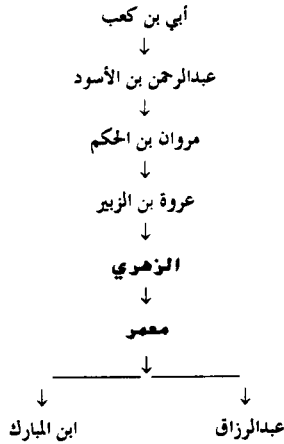 أبي بن كعب
عبدالرحمن بن الأسود
مروان بن الحكم
عروة بن الزبير
الزهري
معمر
عبدالرزاق ابن المبارك